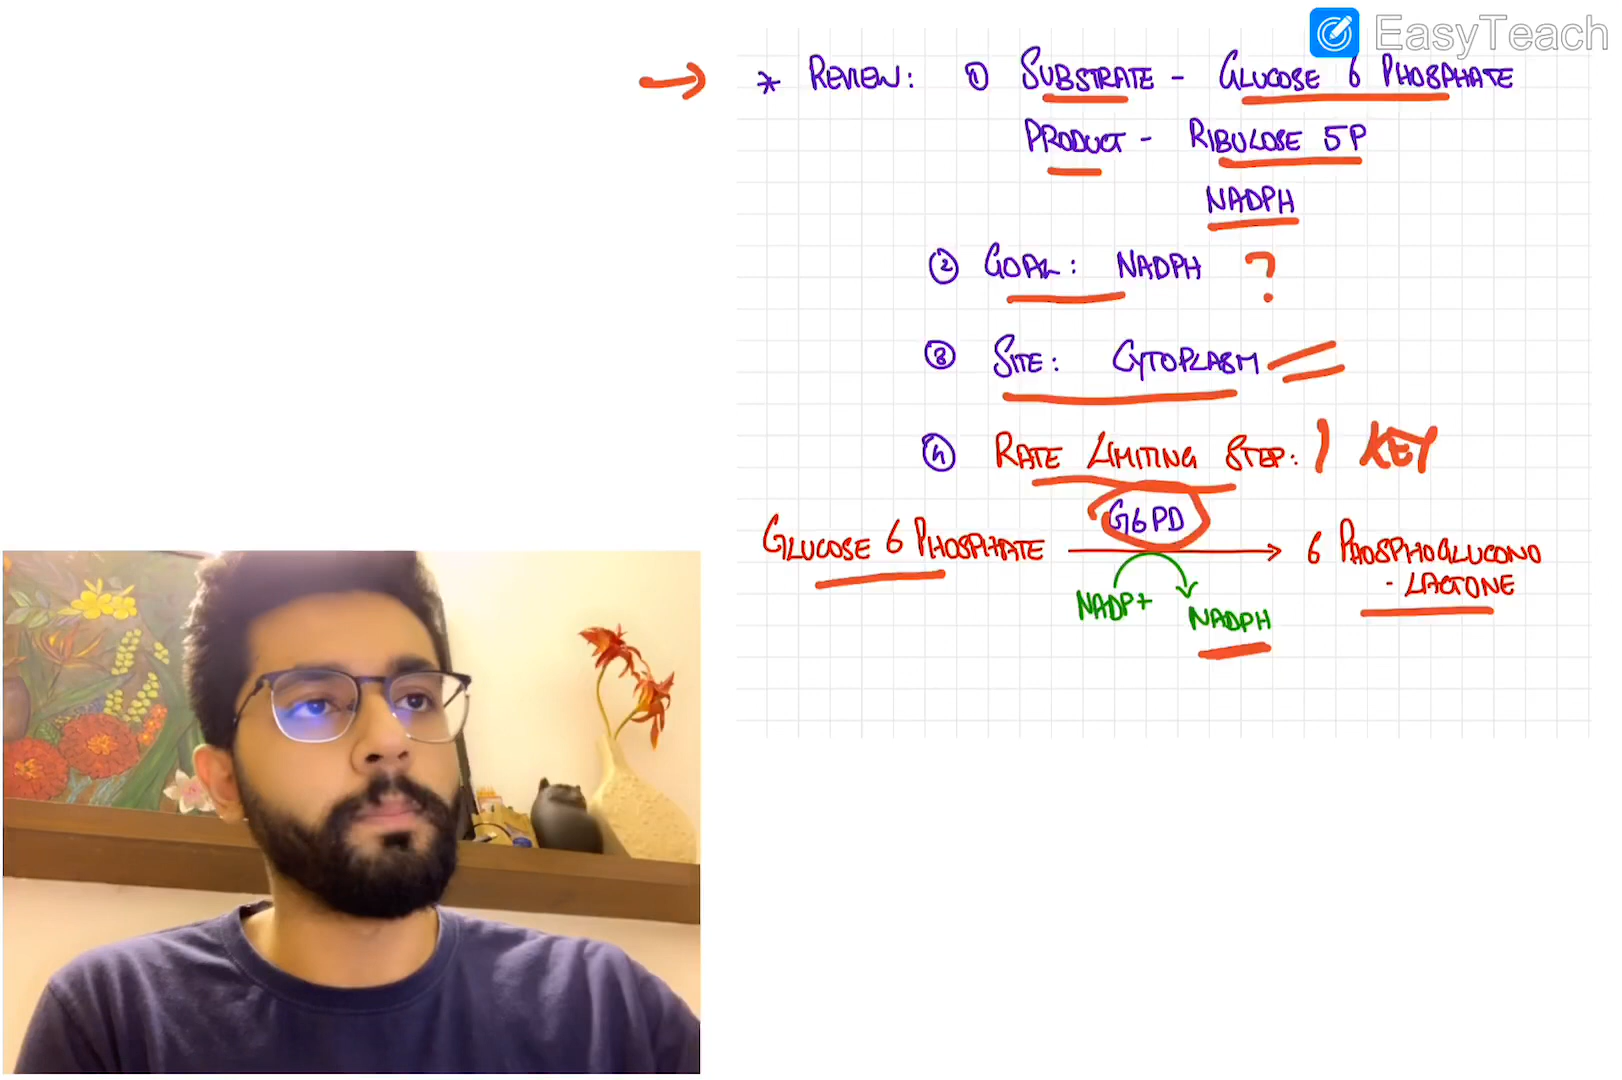 EasyTeach
* REVIEW: ① SUBSTRATE - GLUCOSE 6 PHOSPHATE
PRODUCT - RIBULOSE 5P
NADPH
② GOAL: NADPH ?
③ SITE: CYTOPLASM
④ RATE LIMITING STEP: KEY
G6PD
GLUCOSE 6 PHOSPHATE → 6 PHOSPHOGLUCONO
- LACTONE
NADP+ NADPH